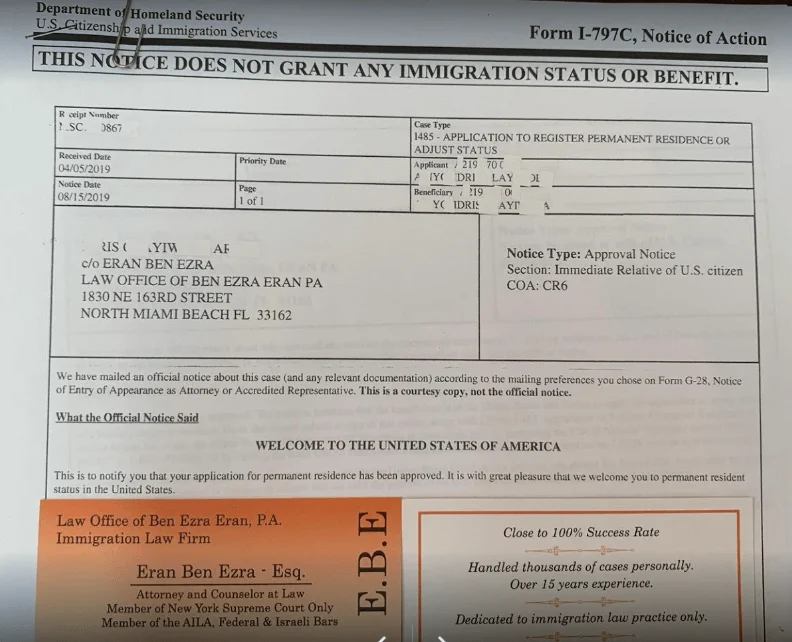 Department of Homeland Security
U.S. Citizenship and Immigration Services
Form I-797C, Notice of Action
THIS NOTICE DOES NOT GRANT ANY IMMIGRATION STATUS OR BENEFIT.
Receipt Number
SC. 0867
Case Type
I485 - APPLICATION TO REGISTER PERMANENT RESIDENCE OR
ADJUST STATUS
Received Date
04/05/2019
Priority Date
Applicant 219
Notice Date
08/15/2019
Page
1 of 1
Beneficiary
c/o ERAN BEN EZRA
LAW OFFICE OF BEN EZRA ERAN PA
1830 NE 163RD STREET
NORTH MIAMI BEACH FL 33162
Notice Type: Approval Notice
Section: Immediate Relative of U.S. citizen
COA: CR6
We have mailed an official notice about this case (and any relevant documentation) according to the mailing preferences you chose on Form G-28, Notice
of Entry of Appearance as Attorney or Accredited Representative. This is a courtesy copy, not the official notice.
What the Official Notice Said
WELCOME TO THE UNITED STATES OF AMERICA
This is to notify you that your application for permanent residence has been approved. It is with great pleasure that we welcome you to permanent resident
status in the United States.
Law Office of Ben Ezra Eran, P.A.
Immigration Law Firm
Eran Ben Ezra - Esq.
Attorney and Counselor at Law
Member of New York Supreme Court Only
Member of the AILA, Federal & Israeli Bars
E.B.E
Close to 100% Success Rate
Handled thousands of cases personally.
Over 15 years experience.
Dedicated to immigration law practice only.